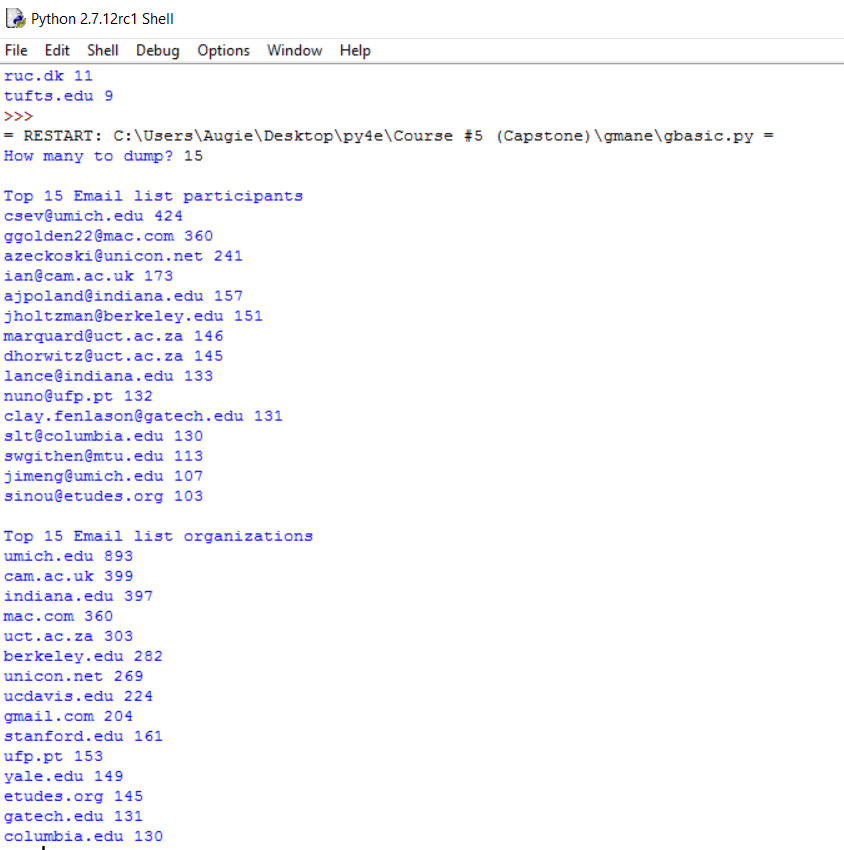 Python 2.7.12rc1 Shell
File Edit Shell Debug Options Window Help
ruc.dk 11
tufts.edu 9
>>>
= RESTART: C:\Users\Augie\Desktop\py4e\Course #5 (Capstone)\gmane\gbasic.py =
How many to dump? 15

Top 15 Email list participants
csev@umich.edu 424
ggolden22@mac.com 360
azeckoski@unicon.net 241
ian@cam.ac.uk 173
ajpoland@indiana.edu 157
jholtzman@berkeley.edu 151
marquard@uct.ac.za 146
dhorwitz@uct.ac.za 145
lance@indiana.edu 133
nuno@ufp.pt 132
clay.fenlason@gatech.edu 131
slt@columbia.edu 130
swgithen@mtu.edu 113
jimeng@umich.edu 107
sinou@etudes.org 103

Top 15 Email list organizations
umich.edu 893
cam.ac.uk 399
indiana.edu 397
mac.com 360
uct.ac.za 303
berkeley.edu 282
unicon.net 269
ucdavis.edu 224
gmail.com 204
stanford.edu 161
ufp.pt 153
yale.edu 149
etudes.org 145
gatech.edu 131
columbia.edu 130